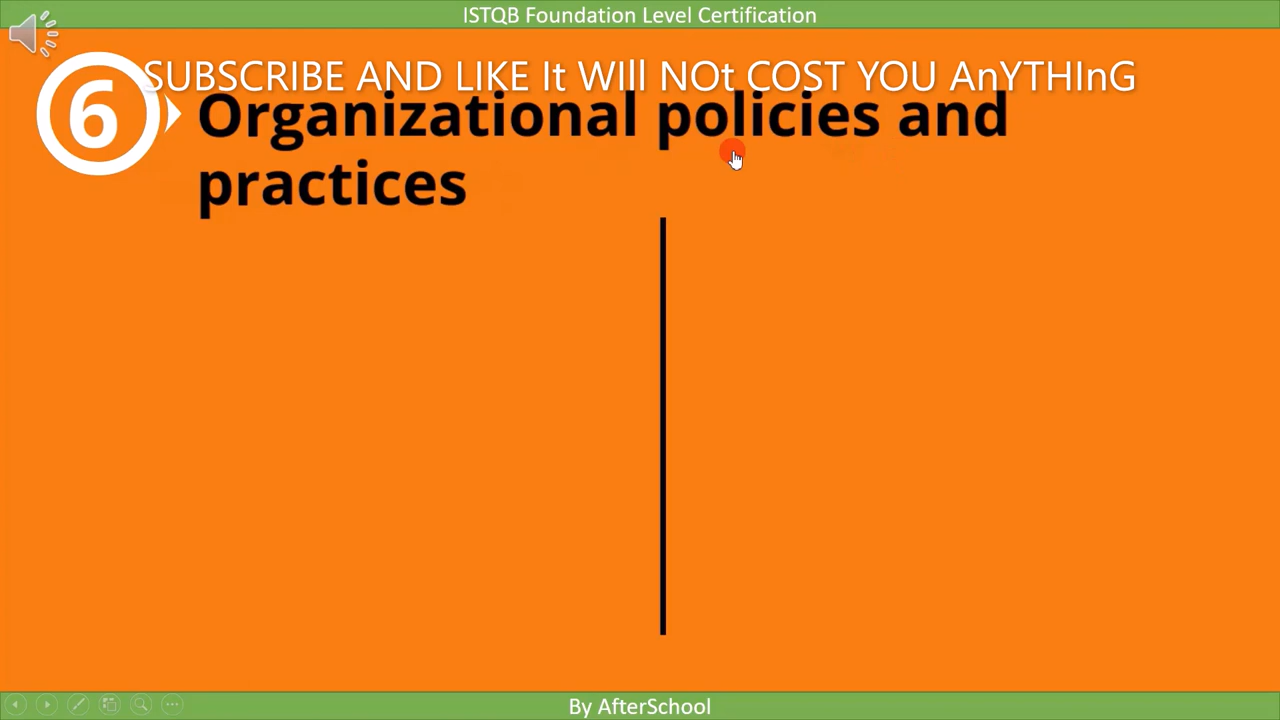 ISTQB Foundation Level Certification
SUBSCRIBE AND LIKE It WIll NOt COST YOU AnYTHInG
6
Organizational policies and
practices
By AfterSchool